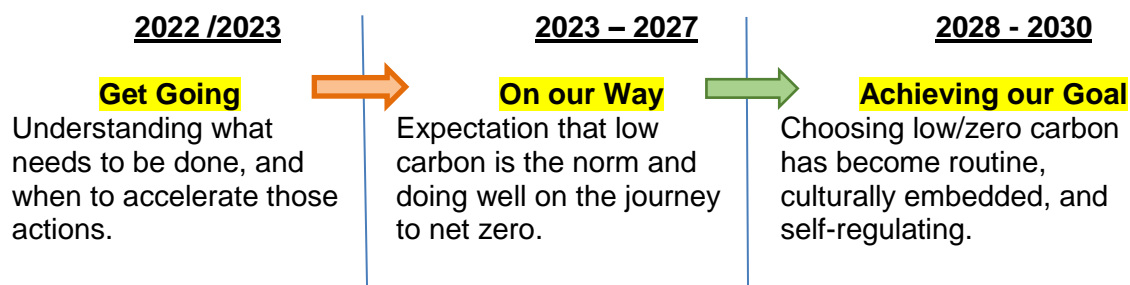 2022 /2023
Get Going
Understanding what
needs to be done, and
when to accelerate those
actions.
2023 – 2027
On our Way
Expectation that low
carbon is the norm and
doing well on the journey
to net zero.
2028 - 2030
Achieving our Goal
Choosing low/zero carbon
has become routine,
culturally embedded, and
self-regulating.